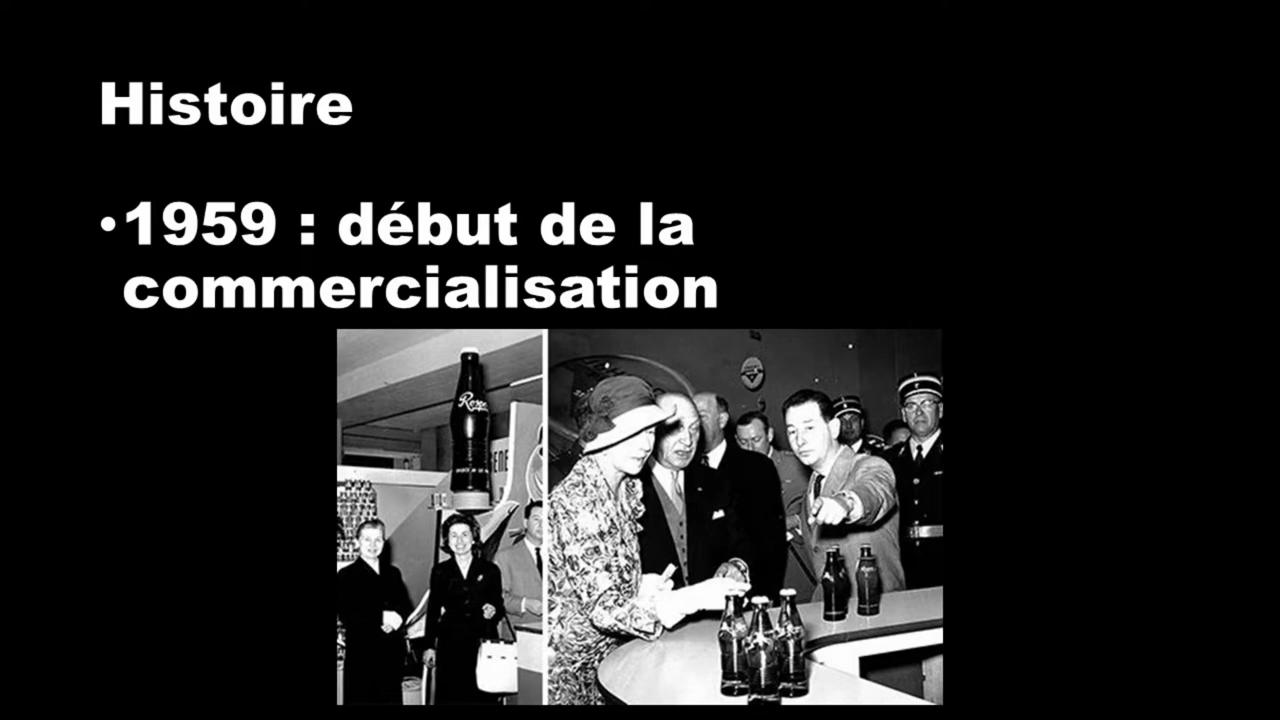 Histoire
•1959 : début de la
commercialisation